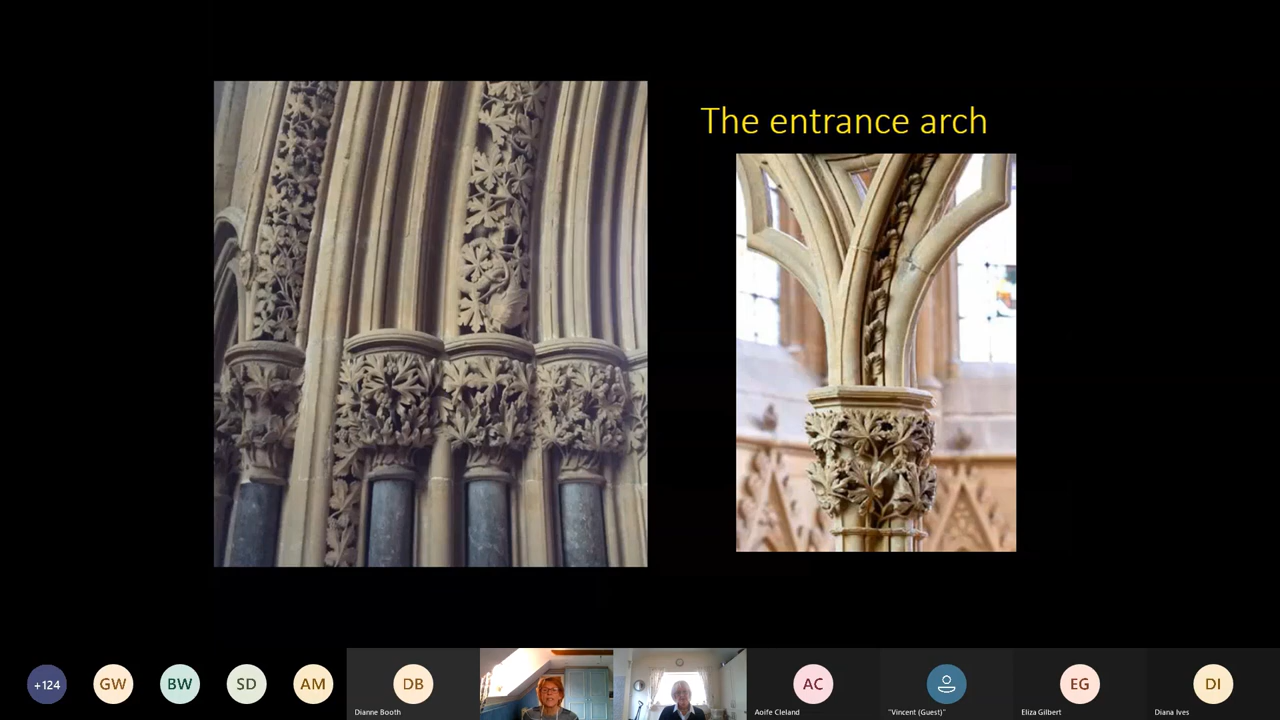 The entrance arch
+124
GW
BW
SD
AM
DB
Dianne Booth
AC
Aoife Cleland
"Vincent (Guest)"
EG
Eliza Gilbert
DI
Diana Ives